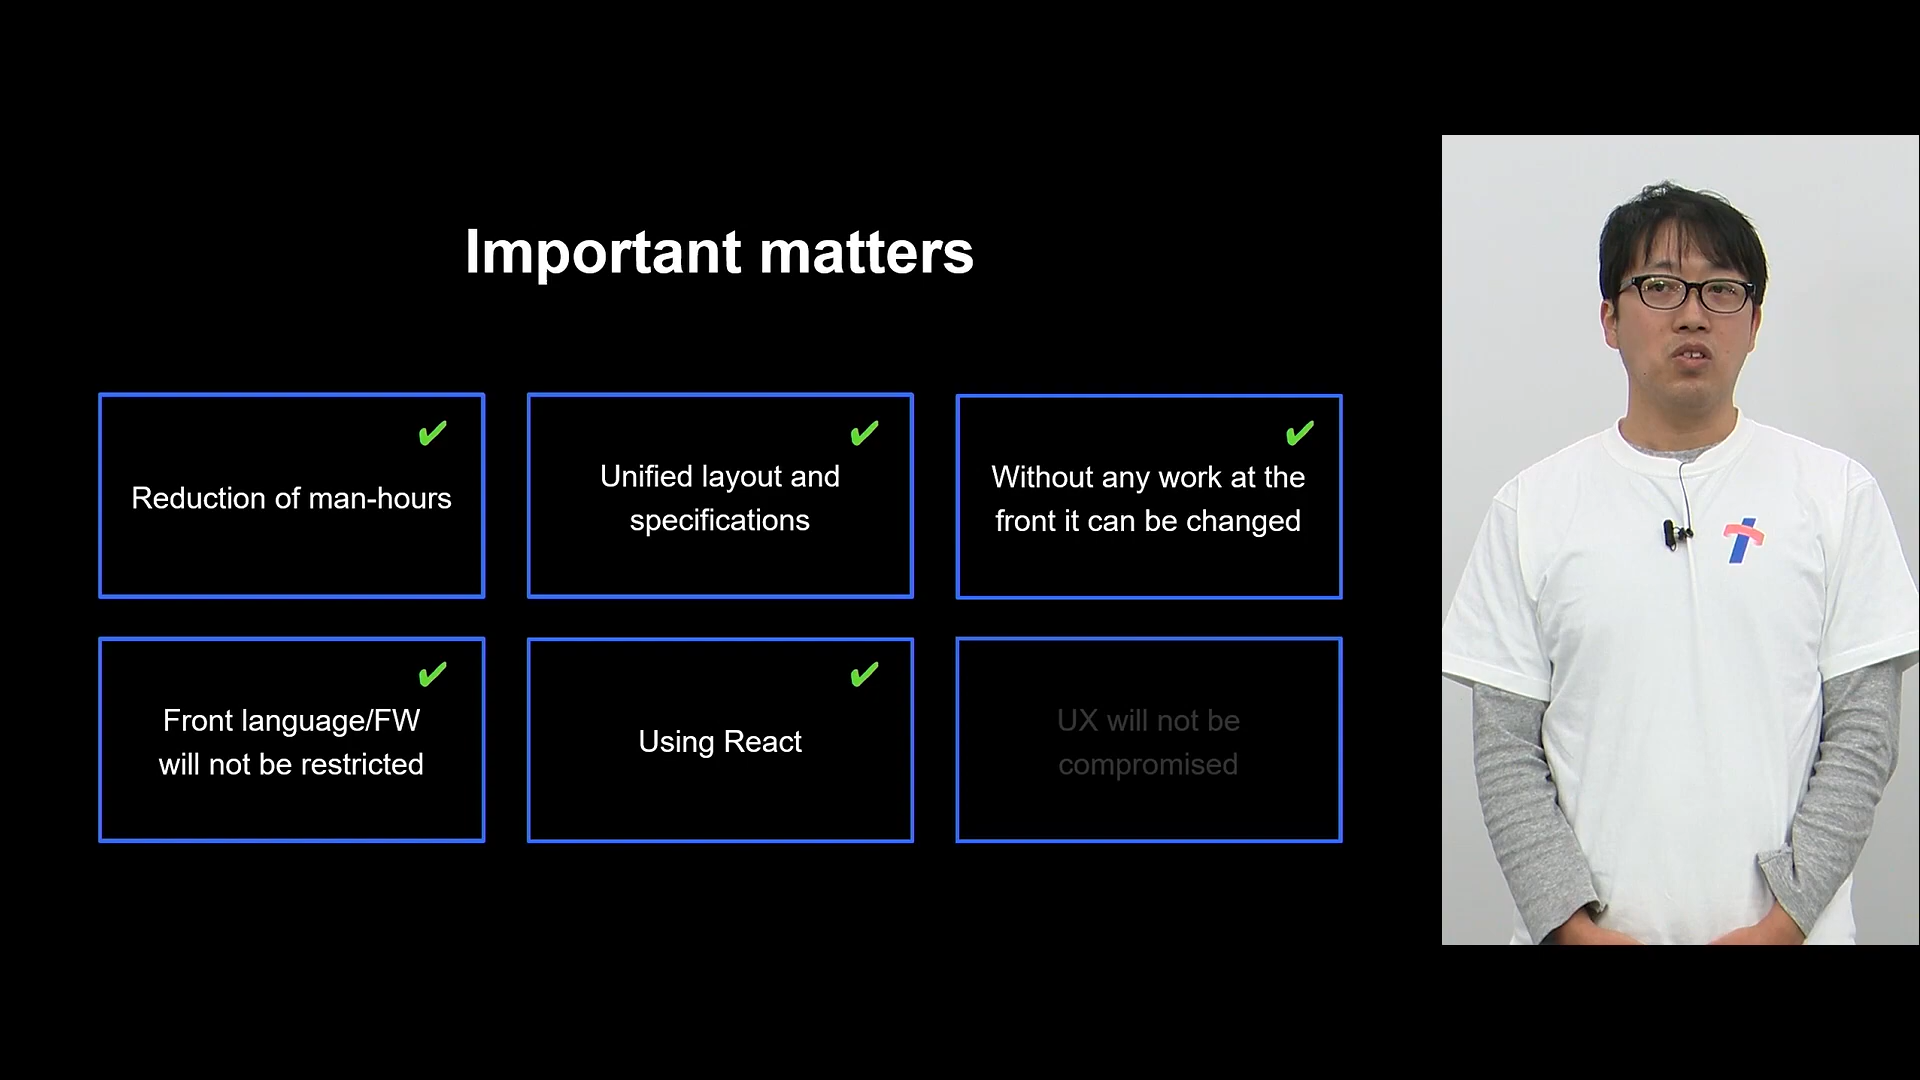 Important matters
Reduction of man-hours
Unified layout and
specifications
Without any work at the
front it can be changed
Front language/FW
will not be restricted
Using React
UX will not be
compromised